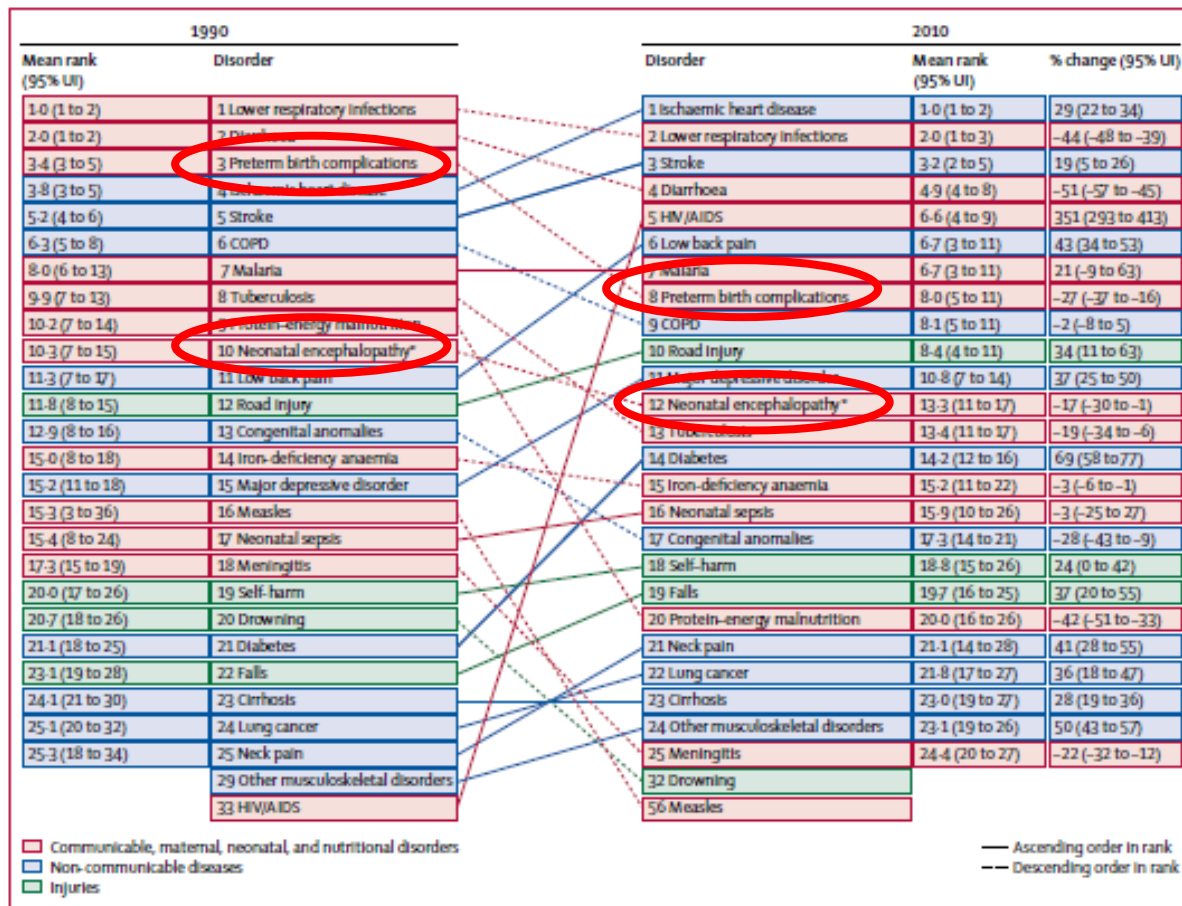 1990
2010
Mean rank (95% UI) Disorder
Disorder Mean rank (95% UI) % change (95% UI)
1·0 (1 to 2) 1 Lower respiratory infections
2·0 (1 to 2) 2 Diarrhoea
3·4 (3 to 5) 3 Preterm birth complications
3·8 (3 to 5) 4 Ischaemic heart disease
5·2 (4 to 6) 5 Stroke
6·3 (5 to 8) 6 COPD
8·0 (6 to 13) 7 Malaria
9·9 (7 to 13) 8 Tuberculosis
10·2 (7 to 14) 9 Protein–energy malnutrition
10·3 (7 to 15) 10 Neonatal encephalopathy*
11·3 (7 to 17) 11 Low back pain
11·8 (8 to 15) 12 Road injury
12·9 (8 to 16) 13 Congenital anomalies
15·0 (8 to 18) 14 Iron-deficiency anaemia
15·2 (11 to 18) 15 Major depressive disorder
15·3 (3 to 36) 16 Measles
15·4 (8 to 24) 17 Neonatal sepsis
17·3 (15 to 19) 18 Meningitis
20·0 (17 to 26) 19 Self-harm
20·7 (18 to 26) 20 Drowning
21·1 (18 to 25) 21 Diabetes
23·1 (19 to 28) 22 Falls
24·1 (21 to 30) 23 Cirrhosis
25·1 (20 to 32) 24 Lung cancer
25·3 (18 to 34) 25 Neck pain
29 Other musculoskeletal disorders
33 HIV/AIDS
1 Ischaemic heart disease 1·0 (1 to 2) 29 (22 to 34)
2 Lower respiratory infections 2·0 (1 to 3) –44 (–48 to –39)
3 Stroke 3·2 (2 to 5) 19 (5 to 26)
4 Diarrhoea 4·9 (4 to 8) –51 (–57 to –45)
5 HIV/AIDS 6·6 (4 to 9) 351 (293 to 413)
6 Low back pain 6·7 (3 to 11) 43 (34 to 53)
7 Malaria 6·7 (3 to 11) 21 (–9 to 63)
8 Preterm birth complications 8·0 (5 to 11) –27 (–37 to –16)
9 COPD 8·1 (5 to 11) –2 (–8 to 5)
10 Road injury 8·4 (4 to 11) 34 (11 to 63)
11 Major depressive disorder 10·8 (7 to 14) 37 (25 to 50)
12 Neonatal encephalopathy* 13·3 (11 to 17) –17 (–30 to –1)
13 Tuberculosis 13·4 (11 to 17) –19 (–34 to –6)
14 Diabetes 14·2 (12 to 16) 69 (58 to 77)
15 Iron-deficiency anaemia 15·2 (11 to 22) –3 (–6 to –1)
16 Neonatal sepsis 15·9 (10 to 26) –3 (–25 to 27)
17 Congenital anomalies 17·3 (14 to 21) –28 (–43 to –9)
18 Self-harm 18·8 (15 to 26) 24 (0 to 42)
19 Falls 19·7 (16 to 25) 37 (20 to 55)
20 Protein–energy malnutrition 20·0 (16 to 26) –42 (–51 to –33)
21 Neck pain 21·1 (14 to 28) 41 (28 to 55)
22 Lung cancer 21·8 (17 to 27) 36 (18 to 47)
23 Cirrhosis 23·0 (19 to 27) 28 (19 to 36)
24 Other musculoskeletal disorders 23·1 (19 to 26) 50 (43 to 57)
25 Meningitis 24·4 (20 to 27) –22 (–32 to –12)
32 Drowning
56 Measles
Communicable, maternal, neonatal, and nutritional disorders
Non-communicable diseases
Injuries
Ascending order in rank
Descending order in rank